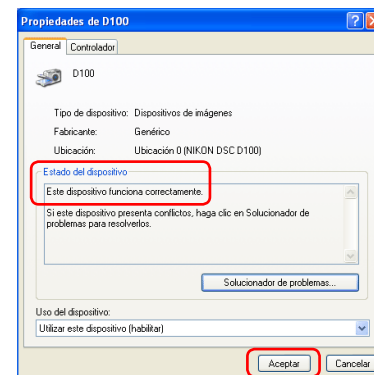 Propiedades de D100
General Controlador
D100
Tipo de dispositivo: Dispositivos de imágenes
Fabricante: Genérico
Ubicación: Ubicación 0 (NIKON DSC D100)
Estado del dispositivo
Este dispositivo funciona correctamente.
Si este dispositivo presenta conflictos, haga clic en Solucionador de
problemas para resolverlos.
Solucionador de problemas...
Uso del dispositivo:
Utilizar este dispositivo (habilitar)
Aceptar Cancelar